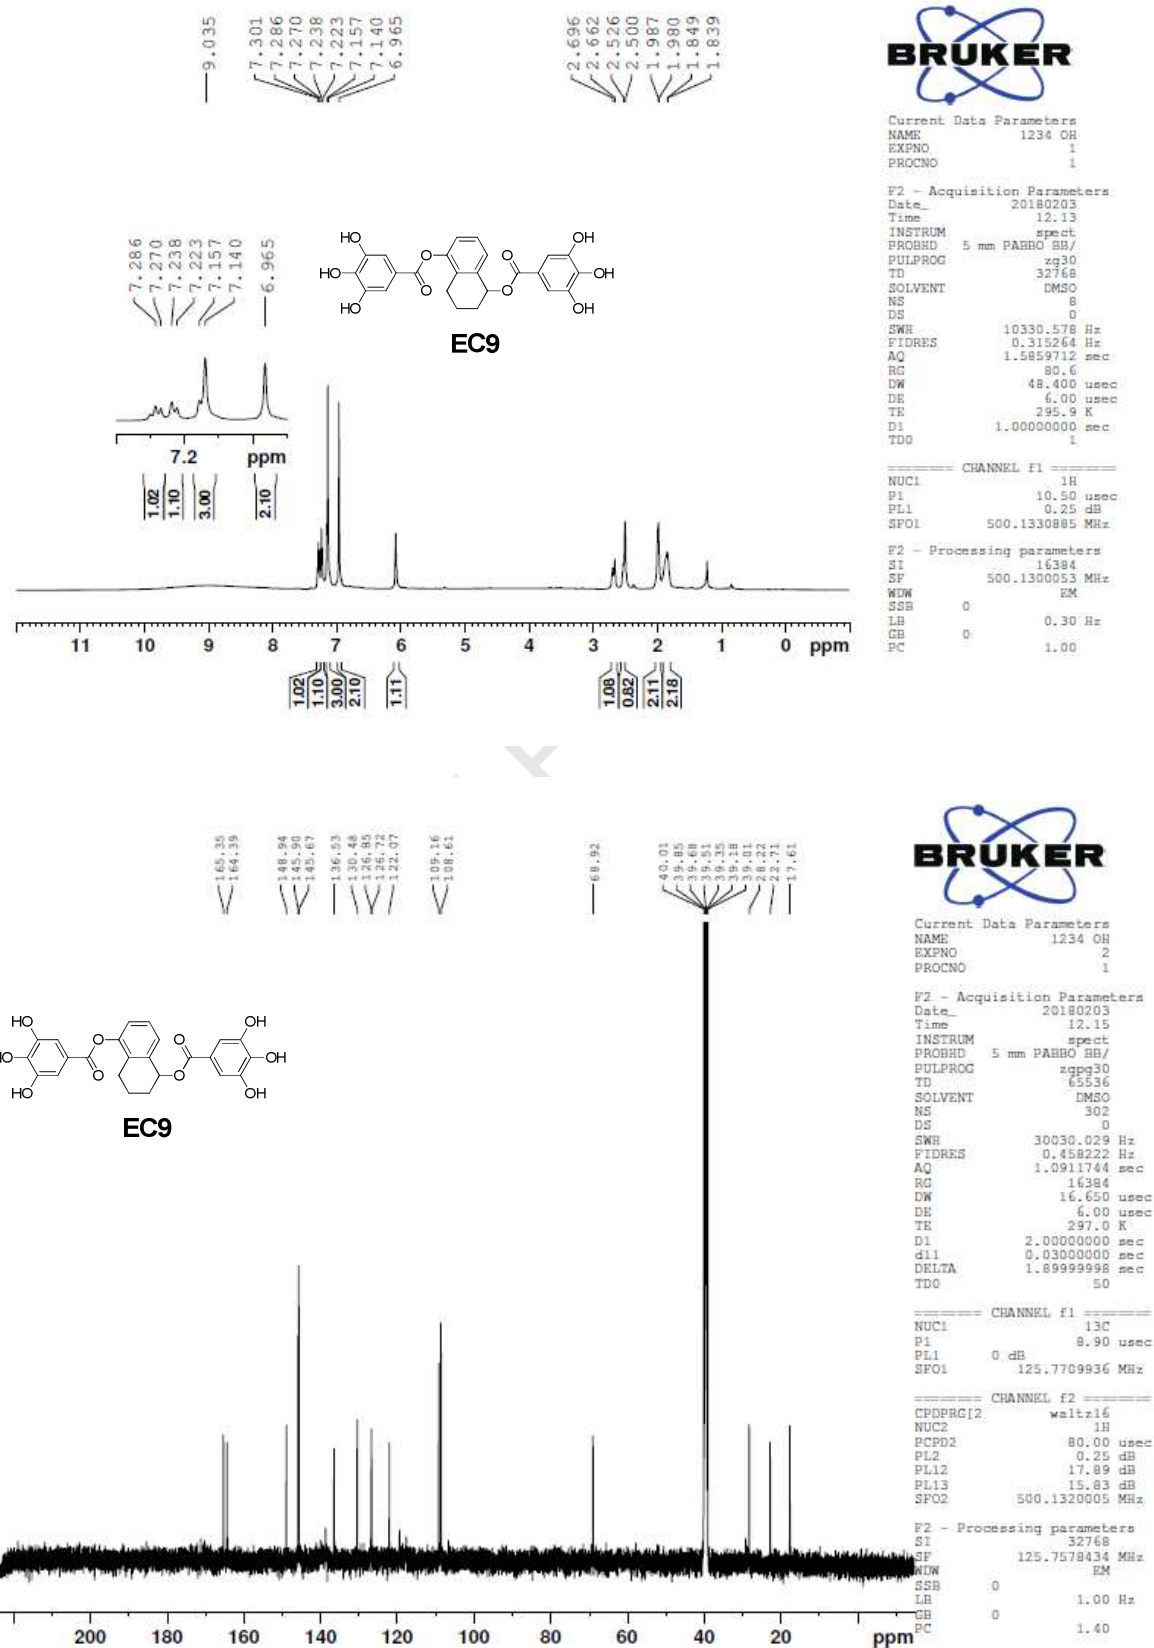 9.035
7.301
7.286
7.270
7.238
7.223
7.157
7.140
6.965
2.696
2.662
2.526
2.500
1.987
1.980
1.849
1.839
BRUKER
Current Data Parameters
NAME 1234 OH
EXPNO 1
PROCNO 1
F2 - Acquisition Parameters
Date_ 20180203
Time 12.13
INSTRUM spect
PROBHD 5 mm PABBO BB/
PULPROG zg30
TD 32768
SOLVENT DMSO
NS 8
DS 0
SWH 10330.578 Hz
FIDRES 0.315264 Hz
AQ 1.5859712 sec
RG 80.6
DW 48.400 usec
DE 6.00 usec
TE 295.9 K
D1 1.00000000 sec
TD0 1
======== CHANNEL f1 ========
NUC1 1H
P1 10.50 usec
PL1 0.25 dB
SFO1 500.1330885 MHz
F2 - Processing parameters
SI 16384
SF 500.1300053 MHz
WDW EM
SSB 0
LB 0.30 Hz
GB 0
PC 1.00
7.286
7.270
7.238
7.223
7.157
7.140
6.965
HO
HO
HO
O
O
O
O
OH
OH
OH
EC9
7.2 ppm
1.02
1.10
3.00
2.10
11 10 9 8 7 6 5 4 3 2 1 0 ppm
1.02
1.10
3.00
2.10
1.11
1.08
0.82
2.11
2.18
165.35
164.39
148.94
145.90
145.67
136.53
130.48
126.85
126.72
122.07
109.16
108.61
68.92
40.01
39.85
39.68
39.51
39.35
39.18
39.01
28.22
22.71
17.61
BRUKER
Current Data Parameters
NAME 1234 OH
EXPNO 2
PROCNO 1
F2 - Acquisition Parameters
Date_ 20180203
Time 12.15
INSTRUM spect
PROBHD 5 mm PABBO BB/
PULPROG zgpg30
TD 65536
SOLVENT DMSO
NS 302
DS 0
SWH 30030.029 Hz
FIDRES 0.458222 Hz
AQ 1.0911744 sec
RG 16384
DW 16.650 usec
DE 6.00 usec
TE 297.0 K
D1 2.00000000 sec
d11 0.03000000 sec
DELTA 1.89999998 sec
TD0 50
======== CHANNEL f1 ========
NUC1 13C
P1 8.90 usec
PL1 0 dB
SFO1 125.7709936 MHz
======== CHANNEL f2 ========
CPDPRG[2 waltz16
NUC2 1H
PCPD2 80.00 usec
PL2 0.25 dB
PL12 17.89 dB
PL13 15.83 dB
SFO2 500.1320005 MHz
F2 - Processing parameters
SI 32768
SF 125.7578434 MHz
WDW EM
SSB 0
LB 1.00 Hz
GB 0
PC 1.40
HO
HO
O
O
O
O
OH
OH
OH
EC9
200 180 160 140 120 100 80 60 40 20 ppm